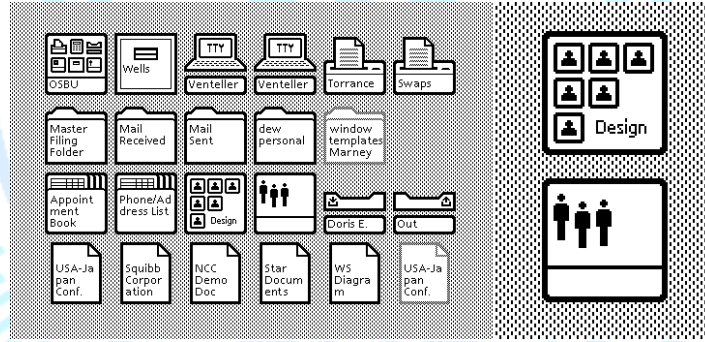 TTY
TTY
OSBU
Wells
Venteller
Venteller
Torrance
Swaps
Master
Filing
Folder
Mail
Received
Mail
Sent
dew
personal
window
templates
Marney
Appoint
ment
Book
Phone/Ad
dress List
Design
Doris E.
Out
USA-Ja
pan
Conf.
Squibb
Corpor
ation
NCC
Demo
Doc
Star
Docum
ents
WS
Diagra
m
USA-Ja
pan
Conf.
Design